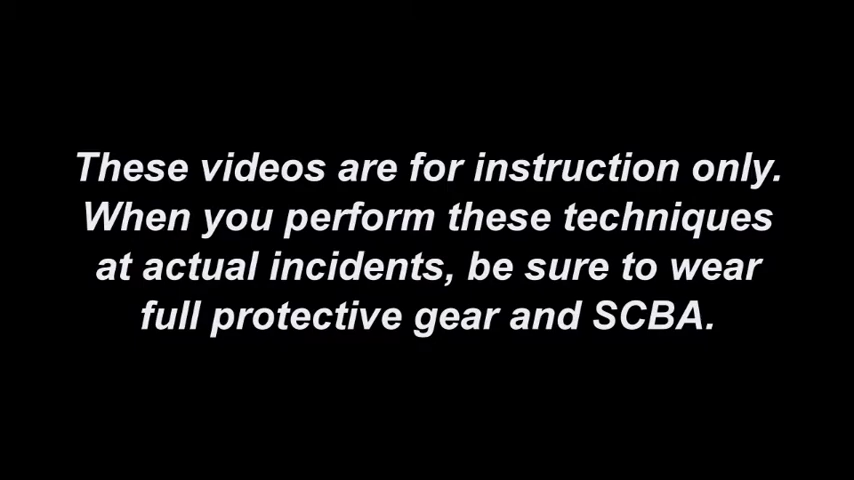 These videos are for instruction only.
When you perform these techniques
at actual incidents, be sure to wear
full protective gear and SCBA.